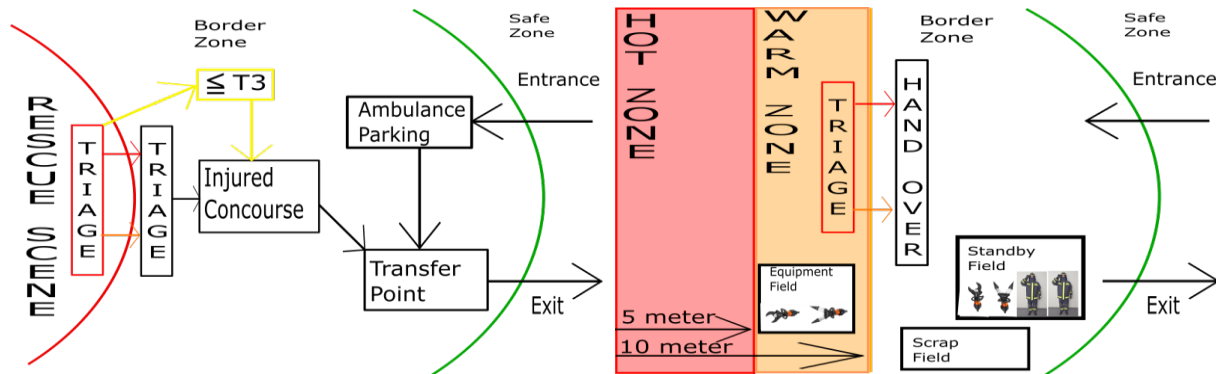 RESCUE SCENE
TRIAGE
TRIAGE
Border
Zone
≦ T3
Injured
Concourse
Ambulance
Parking
Transfer
Point
Safe
Zone
Entrance
Exit
HOT ZONE
WARM ZONE
TRIAGE
HAND OVER
Border
Zone
Safe
Zone
Entrance
Equipment
Field
Standby
Field
Exit
5 meter
10 meter
Scrap
Field